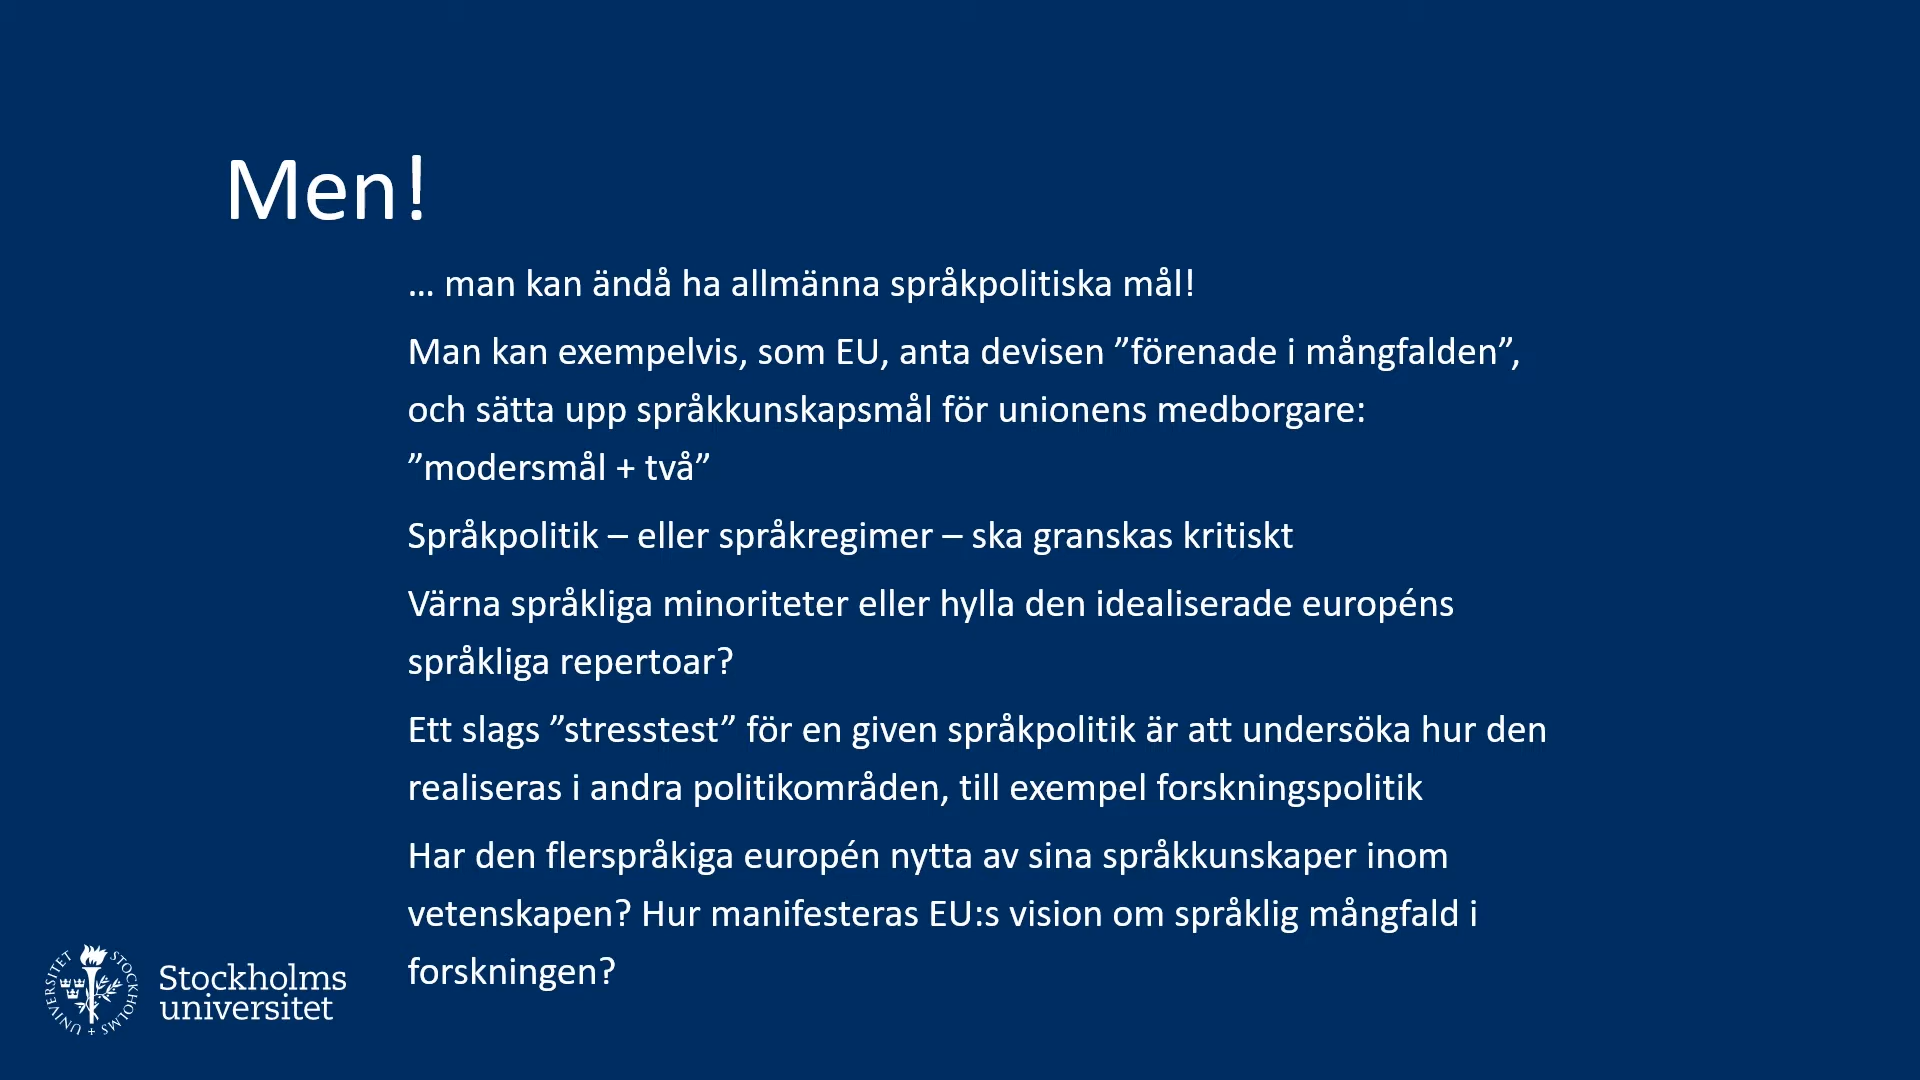 Men!
… man kan ändå ha allmänna språkpolitiska mål!
Man kan exempelvis, som EU, anta devisen ”förenade i mångfalden”,
och sätta upp språkkunskapsmål för unionens medborgare:
”modersmål + två”
Språkpolitik – eller språkregimer – ska granskas kritiskt
Värna språkliga minoriteter eller hylla den idealiserade européns
språkliga repertoar?
Ett slags ”stresstest” för en given språkpolitik är att undersöka hur den
realiseras i andra politikområden, till exempel forskningspolitik
Har den flerspråkiga europén nytta av sina språkkunskaper inom
vetenskapen? Hur manifesteras EU:s vision om språklig mångfald i
forskningen?
STOCKHOLMS UNIVERSITET
Stockholms
universitet